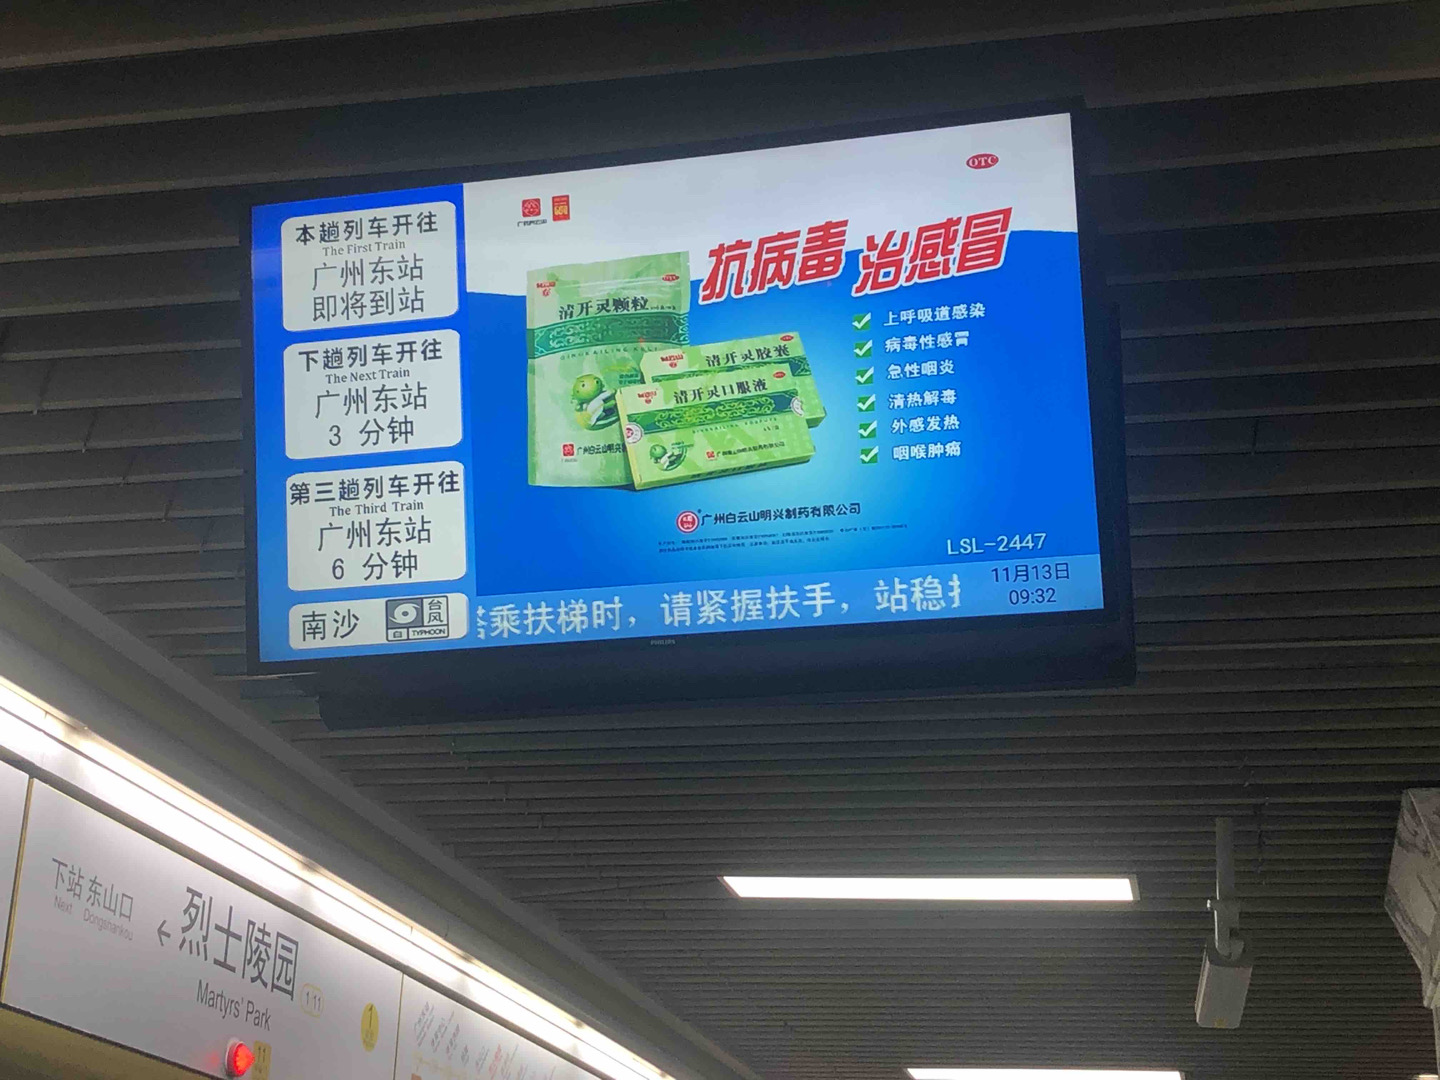 本趟列车开往
The First Train
广州东站
即将到站
下趟列车开往
The Next Train
广州东站
3 分钟
第三趟列车开往
The Third Train
广州东站
6 分钟
南沙
台风
白 TYPHOON
OTC
抗病毒 治感冒
上呼吸道感染
病毒性感冒
急性咽炎
清热解毒
外感发热
咽喉肿痛
清开灵颗粒
清开灵胶囊
清开灵口服液
广州白云山明兴制药有限公司
LSL-2447
乘扶梯时，请紧握扶手，站稳
11月13日
09:32
PHILIPS
下站 东山口
Next Dongshankou
← 烈士陵园
Martyrs' Park
1 11
1
11